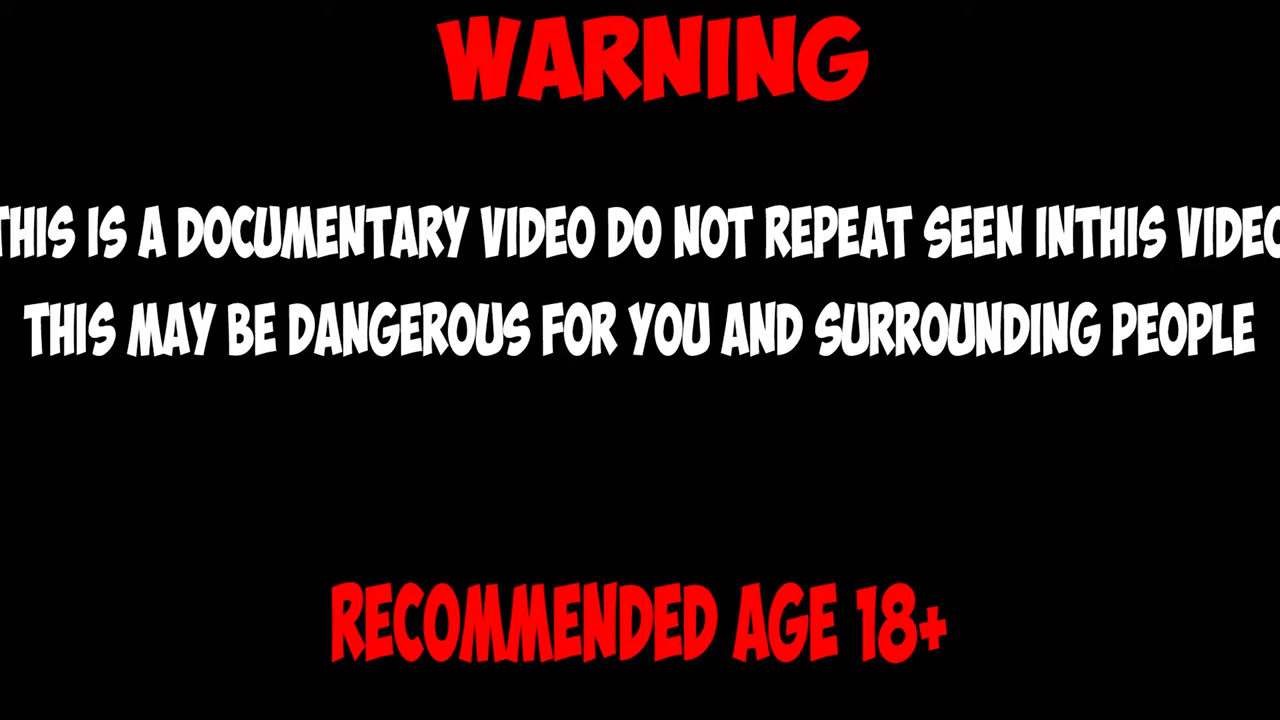 WARNING
THIS IS A DOCUMENTARY VIDEO DO NOT REPEAT SEEN INTHIS VIDEO
THIS MAY BE DANGEROUS FOR YOU AND SURROUNDING PEOPLE
RECOMMENDED AGE 18+